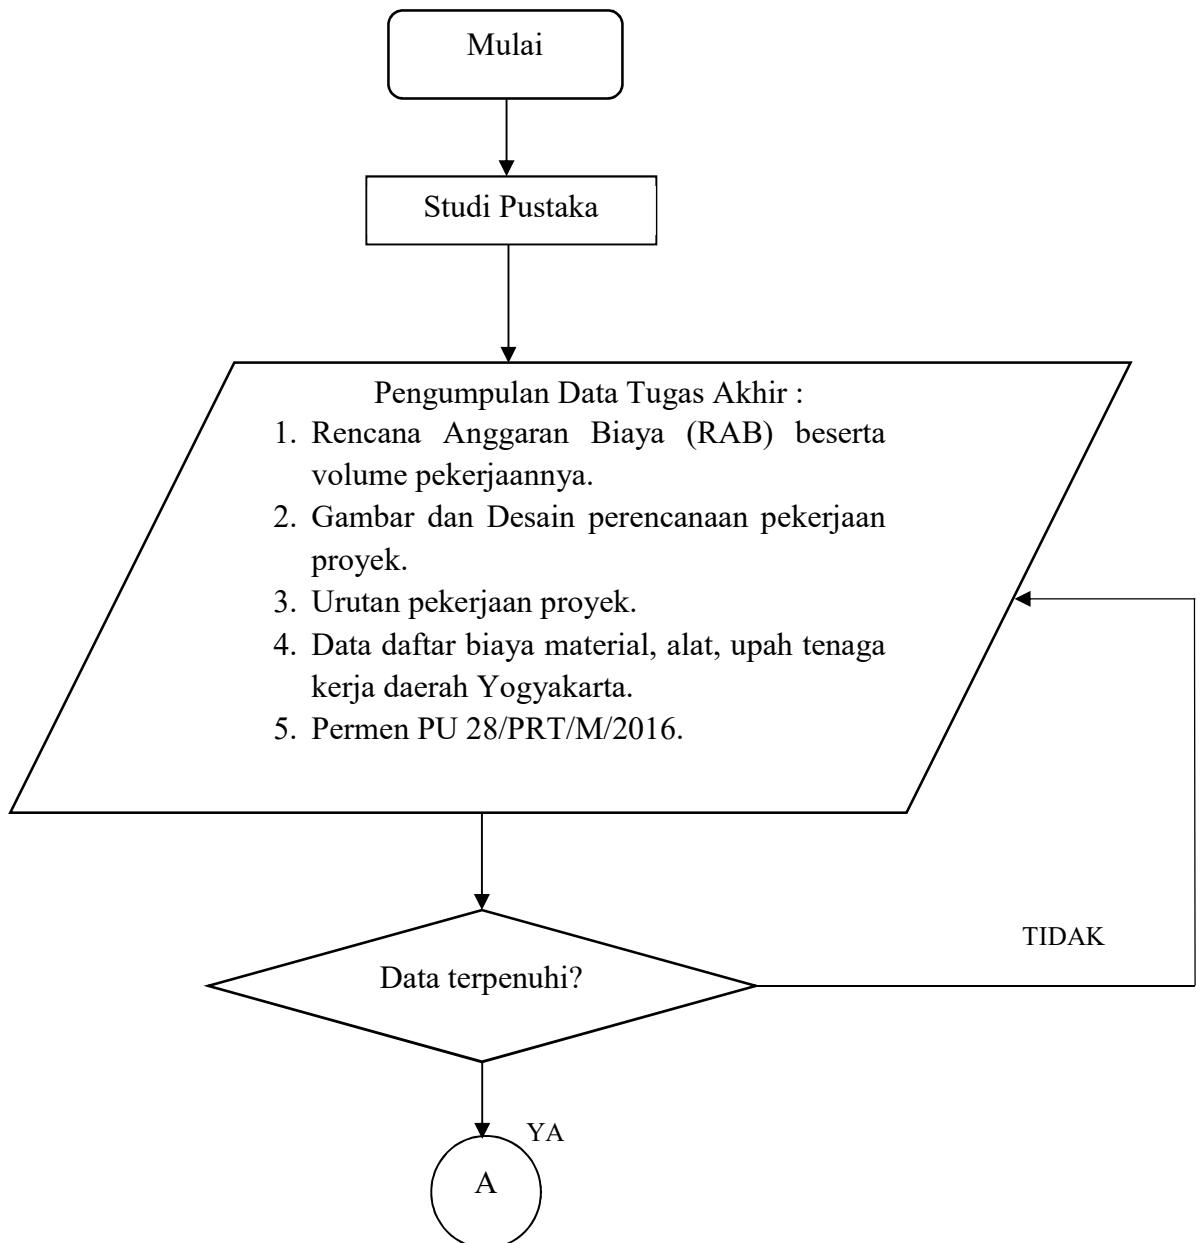 Mulai
Studi Pustaka
Pengumpulan Data Tugas Akhir :
1. Rencana Anggaran Biaya (RAB) beserta
volume pekerjaannya.
2. Gambar dan Desain perencanaan pekerjaan
proyek.
3. Urutan pekerjaan proyek.
4. Data daftar biaya material, alat, upah tenaga
kerja daerah Yogyakarta.
5. Permen PU 28/PRT/M/2016.
TIDAK
Data terpenuhi?
YA
A